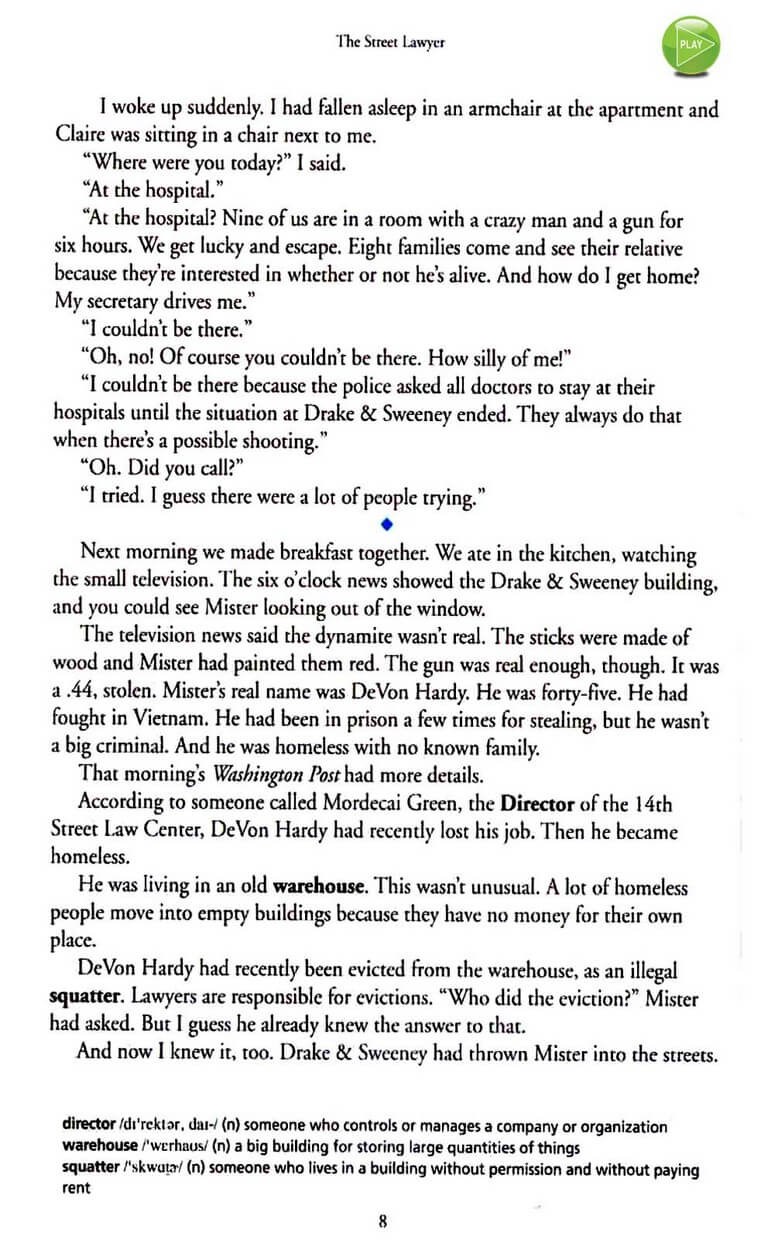 The Street Lawyer
PLAY
I woke up suddenly. I had fallen asleep in an armchair at the apartment and
Claire was sitting in a chair next to me.
“Where were you today?” I said.
“At the hospital.”
“At the hospital? Nine of us are in a room with a crazy man and a gun for
six hours. We get lucky and escape. Eight families come and see their relative
because they’re interested in whether or not he’s alive. And how do I get home?
My secretary drives me.”
“I couldn’t be there.”
“Oh, no! Of course you couldn’t be there. How silly of me!”
“I couldn’t be there because the police asked all doctors to stay at their
hospitals until the situation at Drake & Sweeney ended. They always do that
when there’s a possible shooting.”
“Oh. Did you call?”
“I tried. I guess there were a lot of people trying.”
Next morning we made breakfast together. We ate in the kitchen, watching
the small television. The six o’clock news showed the Drake & Sweeney building,
and you could see Mister looking out of the window.
The television news said the dynamite wasn’t real. The sticks were made of
wood and Mister had painted them red. The gun was real enough, though. It was
a .44, stolen. Mister’s real name was DeVon Hardy. He was forty-five. He had
fought in Vietnam. He had been in prison a few times for stealing, but he wasn’t
a big criminal. And he was homeless with no known family.
That morning’s Washington Post had more details.
According to someone called Mordecai Green, the Director of the 14th
Street Law Center, DeVon Hardy had recently lost his job. Then he became
homeless.
He was living in an old warehouse. This wasn’t unusual. A lot of homeless
people move into empty buildings because they have no money for their own
place.
DeVon Hardy had recently been evicted from the warehouse, as an illegal
squatter. Lawyers are responsible for evictions. “Who did the eviction?” Mister
had asked. But I guess he already knew the answer to that.
And now I knew it, too. Drake & Sweeney had thrown Mister into the streets.
director /dɪˈrektər, daɪ-/ (n) someone who controls or manages a company or organization
warehouse /ˈwɛrhaus/ (n) a big building for storing large quantities of things
squatter /ˈskwɑt̬ɚ/ (n) someone who lives in a building without permission and without paying
rent
8